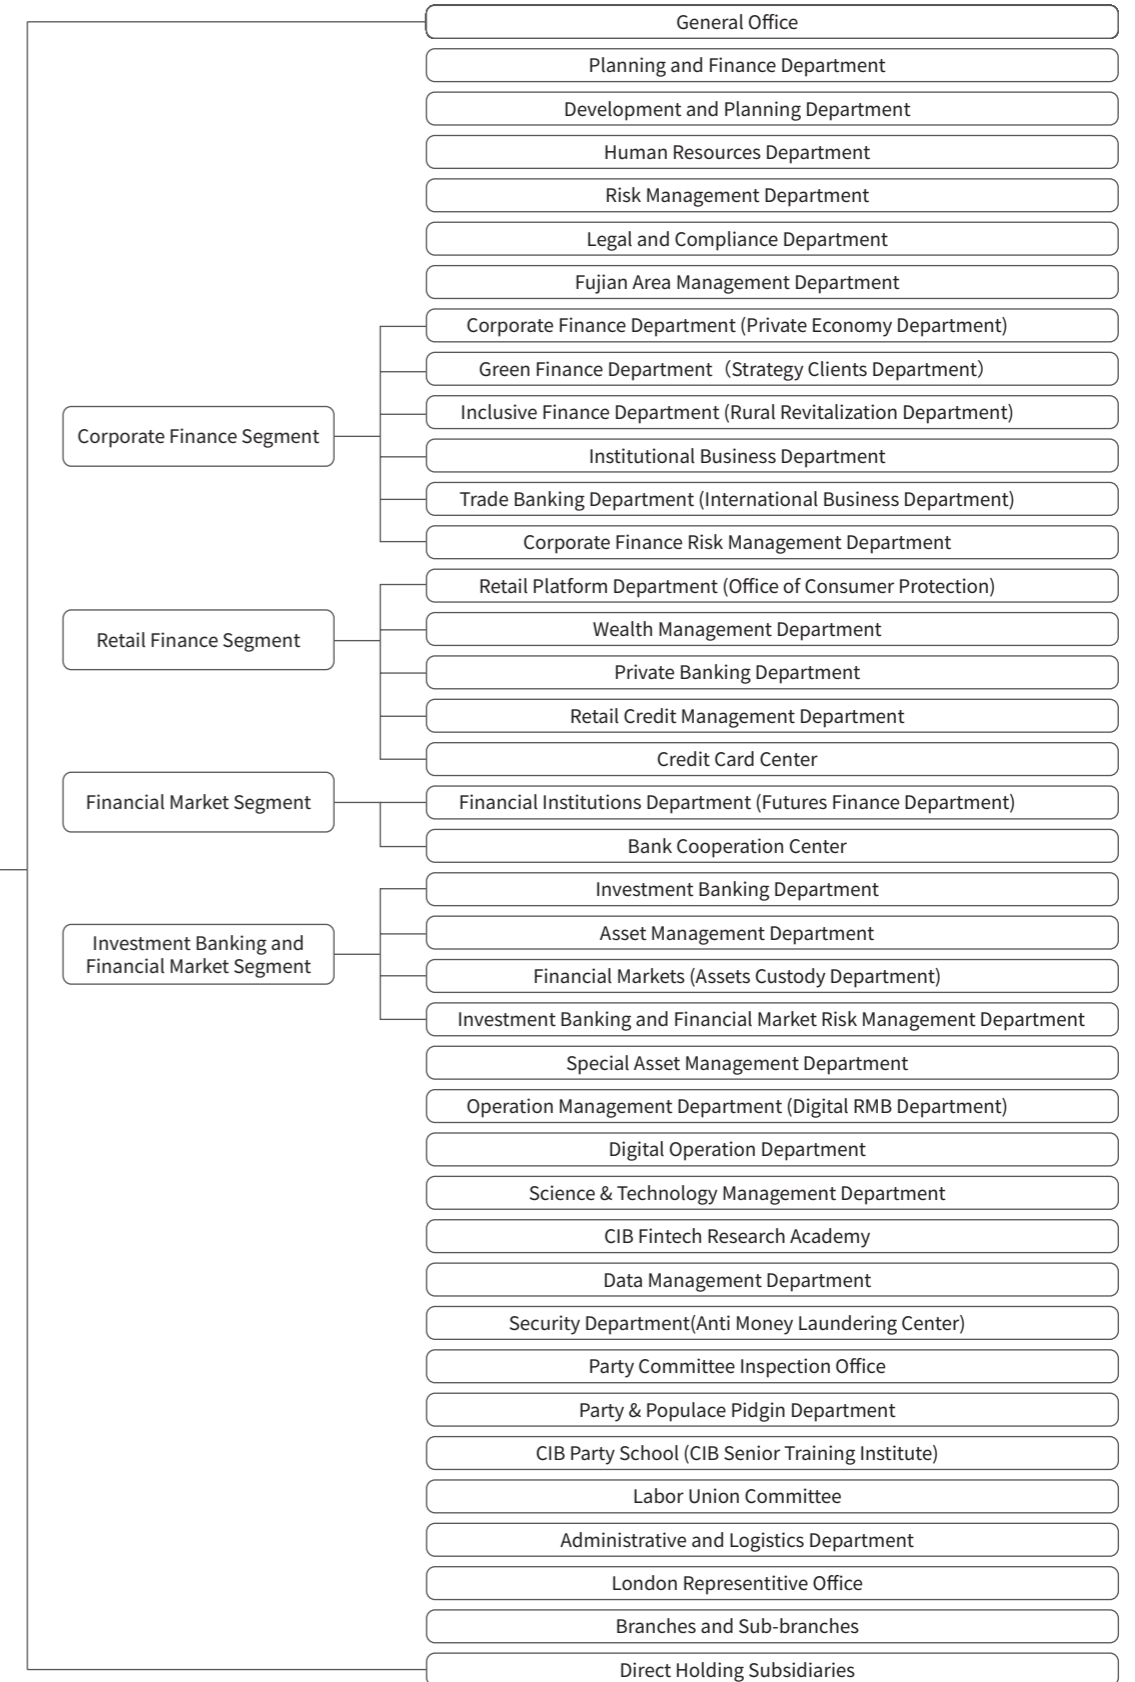 General Office
Planning and Finance Department
Development and Planning Department
Human Resources Department
Risk Management Department
Legal and Compliance Department
Fujian Area Management Department
Corporate Finance Segment
Corporate Finance Department (Private Economy Department)
Green Finance Department（Strategy Clients Department）
Inclusive Finance Department (Rural Revitalization Department)
Institutional Business Department
Trade Banking Department (International Business Department)
Corporate Finance Risk Management Department
Retail Finance Segment
Retail Platform Department (Office of Consumer Protection)
Wealth Management Department
Private Banking Department
Retail Credit Management Department
Credit Card Center
Financial Market Segment
Financial Institutions Department (Futures Finance Department)
Bank Cooperation Center
Investment Banking and
Financial Market Segment
Investment Banking Department
Asset Management Department
Financial Markets (Assets Custody Department)
Investment Banking and Financial Market Risk Management Department
Special Asset Management Department
Operation Management Department (Digital RMB Department)
Digital Operation Department
Science & Technology Management Department
CIB Fintech Research Academy
Data Management Department
Security Department(Anti Money Laundering Center)
Party Committee Inspection Office
Party & Populace Pidgin Department
CIB Party School (CIB Senior Training Institute)
Labor Union Committee
Administrative and Logistics Department
London Representitive Office
Branches and Sub-branches
Direct Holding Subsidiaries